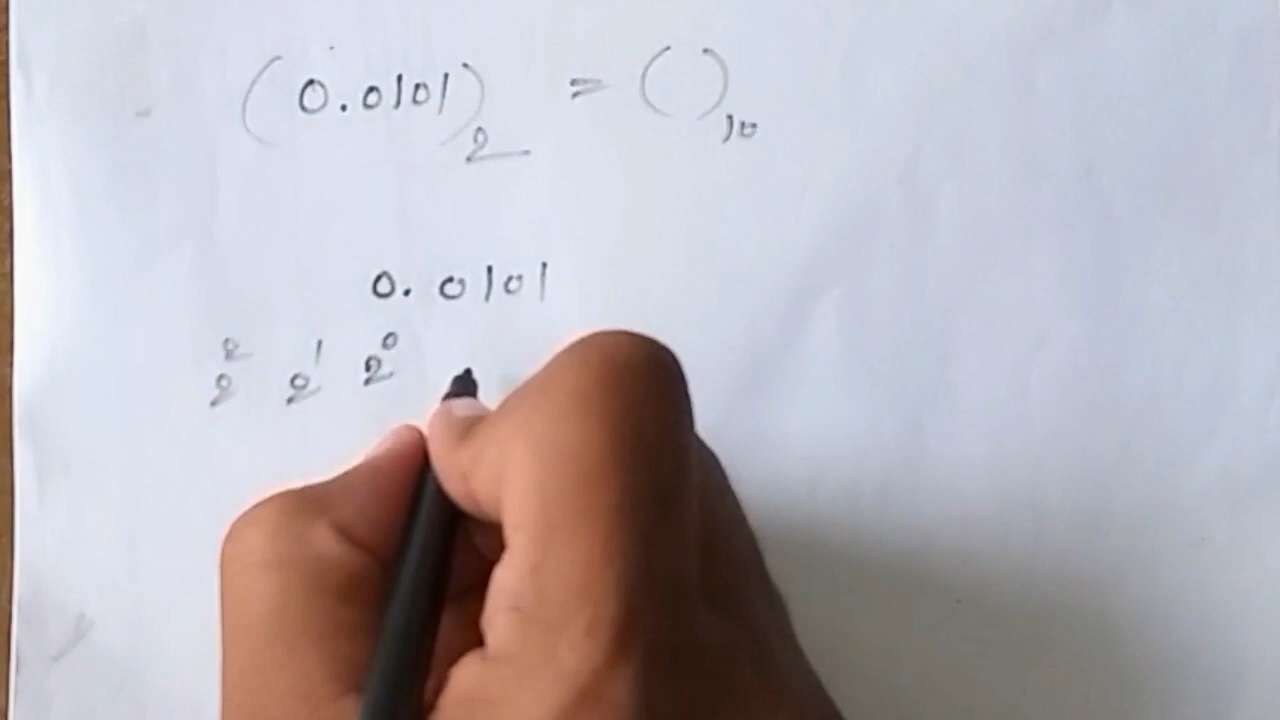 (0.0101)₂ = ( )₁₀
0.0101
2² 2¹ 2⁰